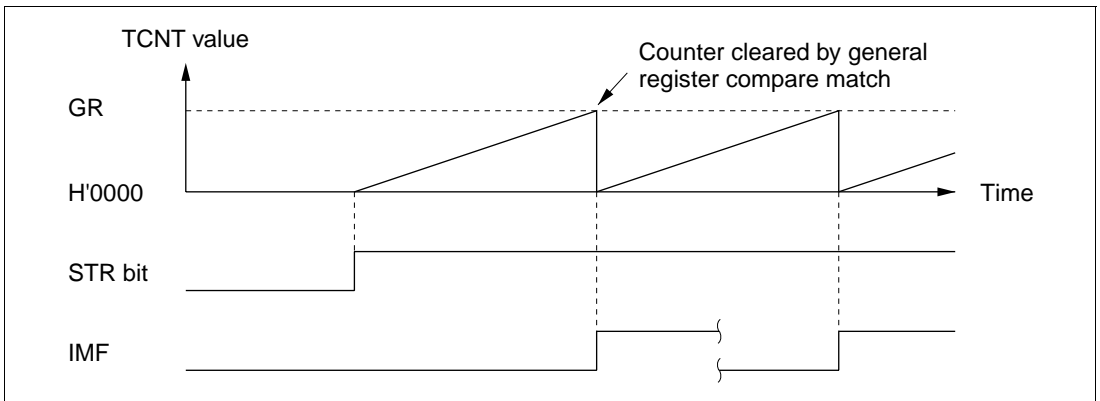 TCNT value
Counter cleared by general
register compare match
GR
H'0000
Time
STR bit
IMF